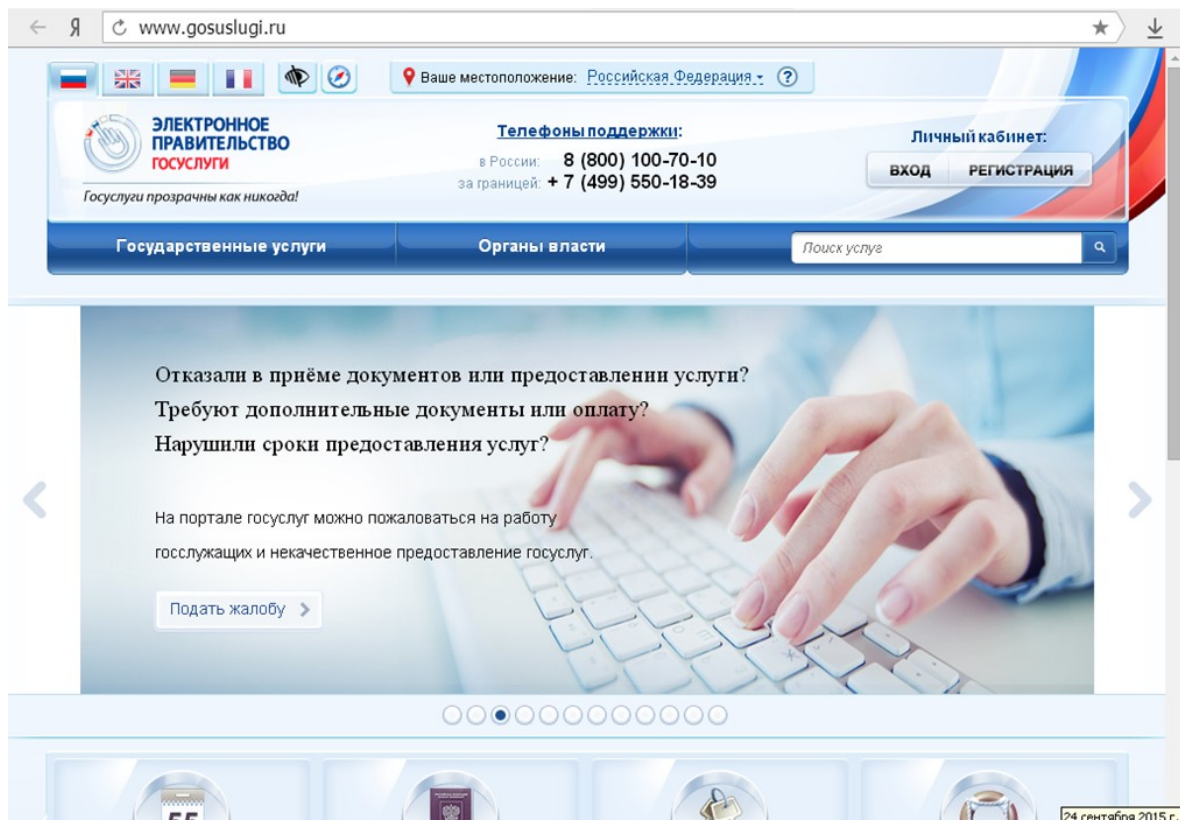 Я www.gosuslugi.ru
Ваше местоположение: Российская Федерация ?
ЭЛЕКТРОННОЕ
ПРАВИТЕЛЬСТВО
ГОСУСЛУГИ
Госуслуги прозрачны как никогда!
Телефоны поддержки:
в России: 8 (800) 100-70-10
за границей: + 7 (499) 550-18-39
Личный кабинет:
ВХОД РЕГИСТРАЦИЯ
Государственные услуги Органы власти Поиск услуг
Отказали в приёме документов или предоставлении услуги?
Требуют дополнительные документы или оплату?
Нарушили сроки предоставления услуг?
На портале госуслуг можно пожаловаться на работу
госслужащих и некачественное предоставление госуслуг.
Подать жалобу
24 сентября 2015 г.